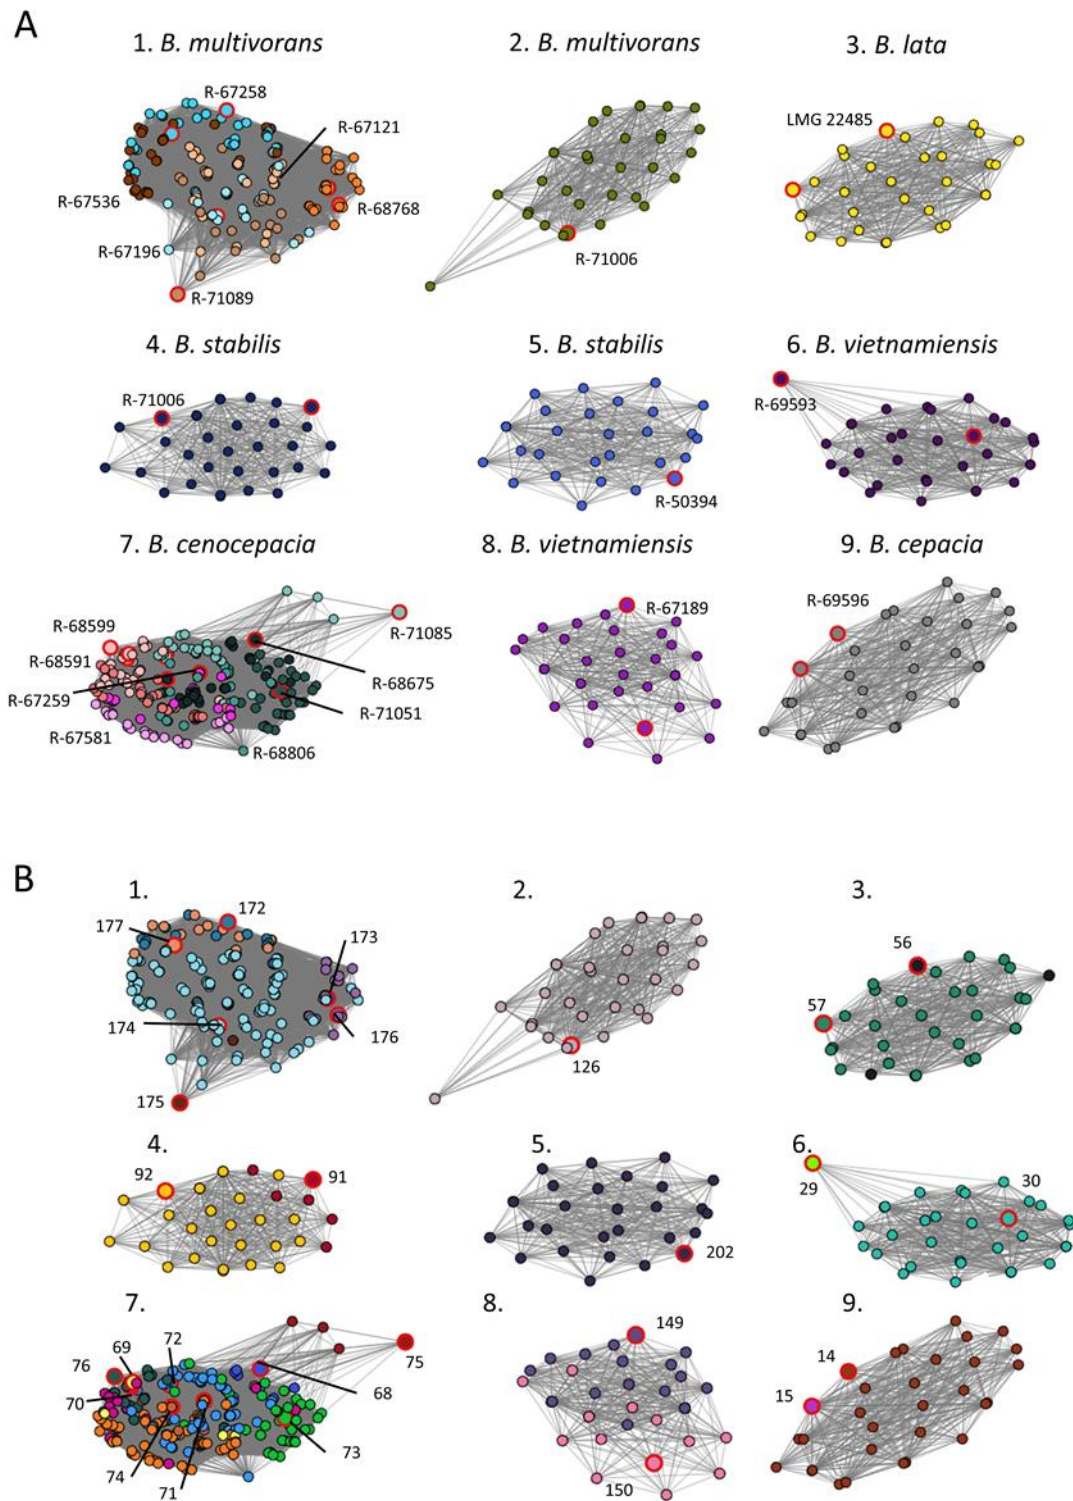 A
1. B. multivorans
2. B. multivorans
3. B. lata
R-67258
R-67121
R-67536
R-68768
R-67196
R-71089
R-71006
LMG 22485
4. B. stabilis
5. B. stabilis
6. B. vietnamiensis
R-71006
R-50394
R-69593
7. B. cenocepacia
8. B. vietnamiensis
9. B. cepacia
R-68599
R-68591
R-67259
R-67581
R-68806
R-71085
R-68675
R-71051
R-67189
R-69596
B
1.
2.
3.
177
172
173
174
176
175
126
56
57
4.
5.
6.
92
91
202
29
30
7.
8.
9.
76
69
72
75
70
68
74
71
73
149
150
14
15